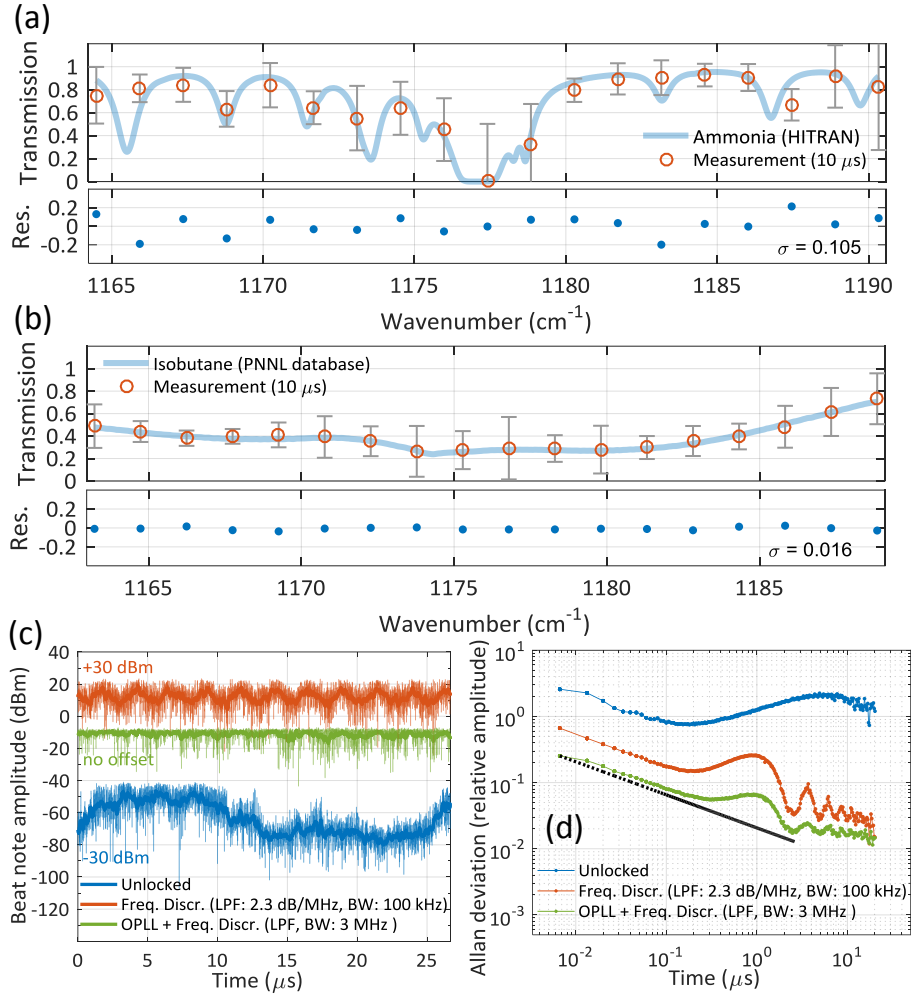 (a)
Transmission
1
0.8
0.6
0.4
0.2
0
Ammonia (HITRAN)
Measurement (10 μs)
Res.
0.2
0
-0.2
σ = 0.105
1165 1170 1175 1180 1185 1190
Wavenumber (cm⁻¹)
(b)
Transmission
1
0.8
0.6
0.4
0.2
0
Isobutane (PNNL database)
Measurement (10 μs)
Res.
0.2
0
-0.2
σ = 0.016
1165 1170 1175 1180 1185
Wavenumber (cm⁻¹)
(c)
Beat note amplitude (dBm)
40
20
0
-20
-40
-60
-80
-100
-120
+30 dBm
no offset
-30 dBm
Unlocked
Freq. Discr. (LPF: 2.3 dB/MHz, BW: 100 kHz)
OPLL + Freq. Discr. (LPF, BW: 3 MHz )
0 5 10 15 20 25
Time (μs)
Allan deviation (relative amplitude)
10¹
10⁰
10⁻¹
10⁻²
10⁻³
(d)
Unlocked
Freq. Discr. (LPF: 2.3 dB/MHz, BW: 100 kHz)
OPLL + Freq. Discr. (LPF, BW: 3 MHz )
10⁻² 10⁻¹ 10⁰ 10¹
Time (μs)